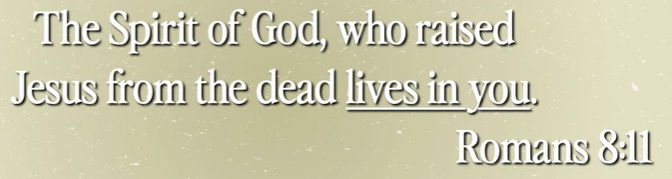 The Spirit of God, who raised
Jesus from the dead lives in you.
Romans 8:11